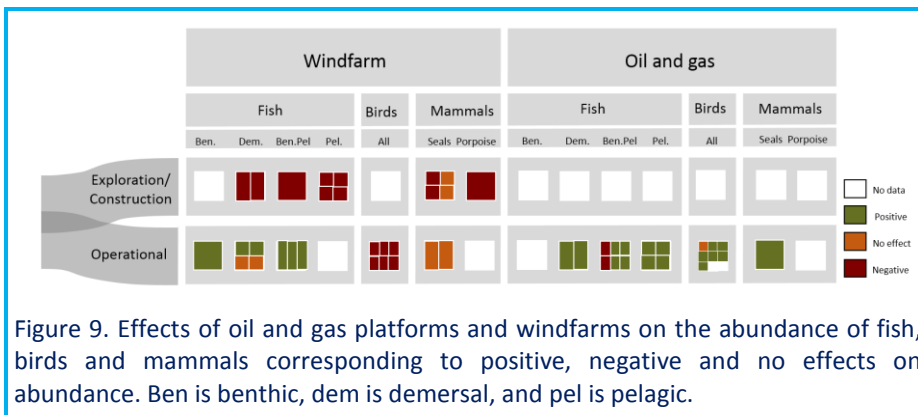 Windfarm Oil and gas
Fish Birds Mammals Fish Birds Mammals
Ben. Dem. Ben.Pel Pel. All Seals Porpoise Ben. Dem. Ben.Pel Pel. All Seals Porpoise
Exploration/
Construction
No data
Positive
Operational
No effect
Negative
Figure 9. Effects of oil and gas platforms and windfarms on the abundance of fish,
birds and mammals corresponding to positive, negative and no effects on
abundance. Ben is benthic, dem is demersal, and pel is pelagic.